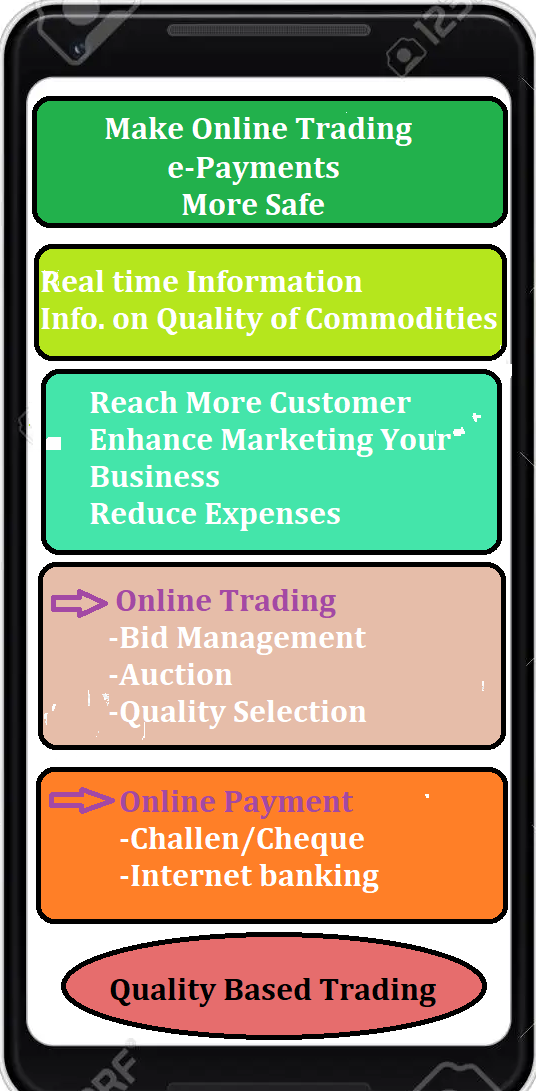 Make Online Trading
e-Payments
More Safe
Real time Information
Info. on Quality of Commodities
Reach More Customer
Enhance Marketing Your
Business
Reduce Expenses
Online Trading
-Bid Management
-Auction
-Quality Selection
Online Payment
-Challen/Cheque
-Internet banking
Quality Based Trading